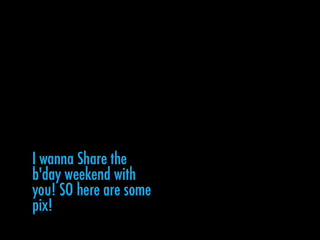 I wanna Share the
b'day weekend with
you! SO here are some
pix!